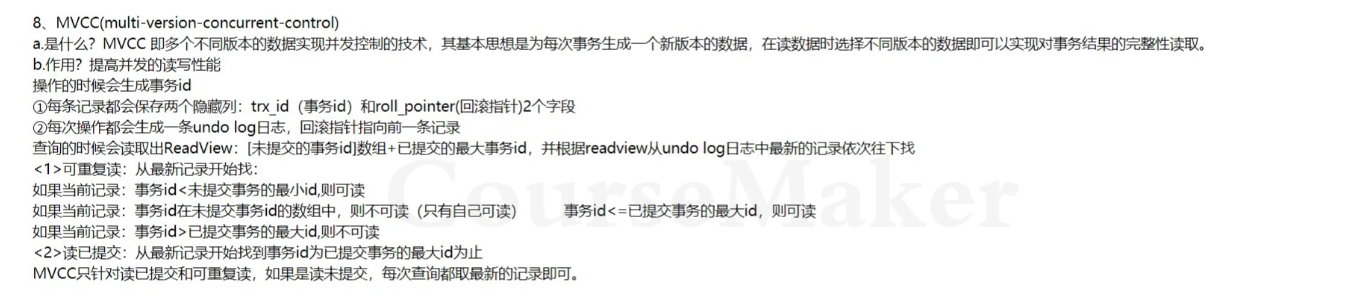 8、MVCC(multi-version-concurrent-control)
a.是什么？MVCC 即多个不同版本的数据实现并发控制的技术，其基本思想是为每次事务生成一个新版本的数据，在读数据时选择不同版本的数据即可以实现对事务结果的完整性读取。
b.作用？提高并发的读写性能
操作的时候会生成事务id
①每条记录都会保存两个隐藏列：trx_id（事务id）和roll_pointer(回滚指针)2个字段
②每次操作都会生成一条undo log日志，回滚指针指向前一条记录
查询的时候会读取出ReadView：[未提交的事务id]数组+已提交的最大事务id，并根据readview从undo log日志中最新的记录依次往下找
<1>可重复读：从最新记录开始找：
如果当前记录：事务id<未提交事务的最小id,则可读
如果当前记录：事务id在未提交事务id的数组中，则不可读（只有自己可读） 事务id<=已提交事务的最大id，则可读
如果当前记录：事务id>已提交事务的最大id,则不可读
<2>读已提交：从最新记录开始找到事务id为已提交事务的最大id为止
MVCC只针对读已提交和可重复读，如果是读未提交，每次查询都取最新的记录即可。
CourseMaker